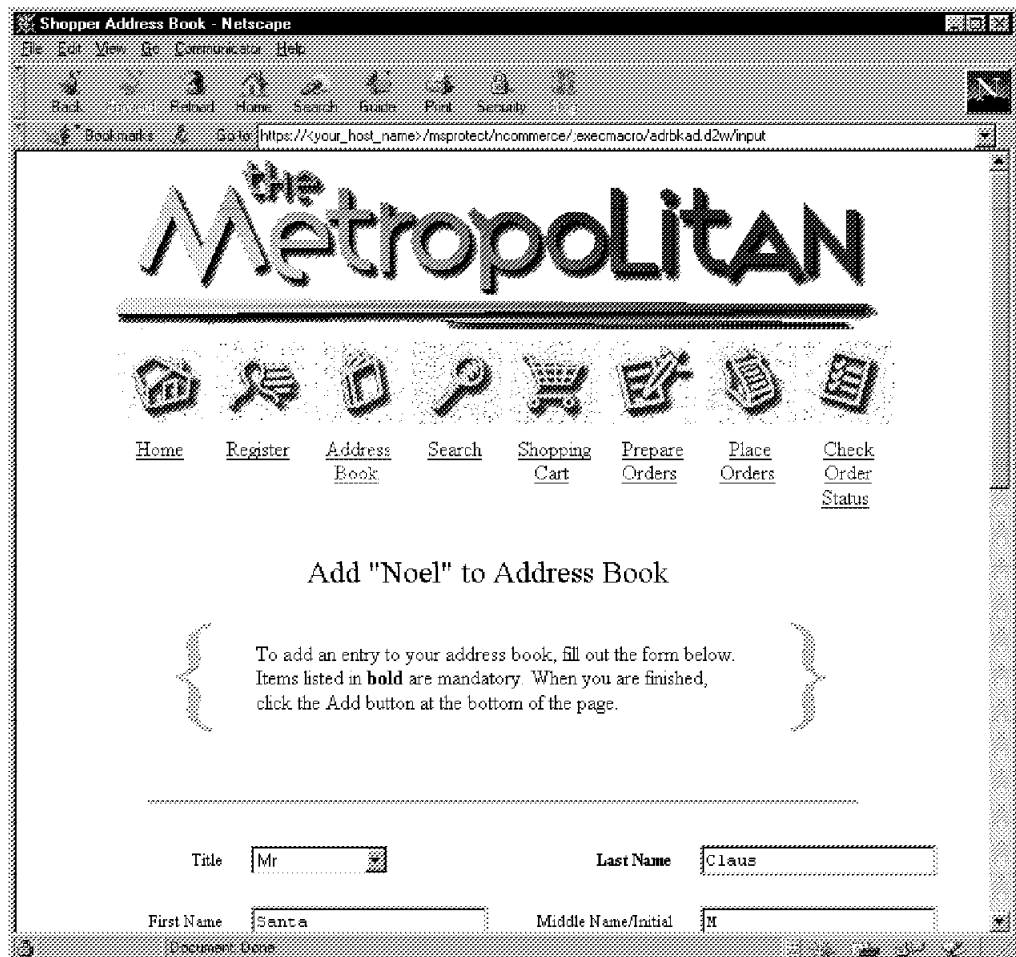 Shopper Address Book - Netscape
File Edit View Go Communicator Help
Back Forward Reload Home Search Guide Print Security
Bookmarks Go to: https://<your_host_name>/msprotect/ncommerce/;execmacro/adrbkad.d2w/input
the
MetropoLitAN
Home Register Address Book Search Shopping Cart Prepare Orders Place Orders Check Order Status
Add "Noel" to Address Book
To add an entry to your address book, fill out the form below.
Items listed in bold are mandatory. When you are finished,
click the Add button at the bottom of the page.
Title Mr Last Name Claus
First Name Santa Middle Name/Initial M
Document: Done